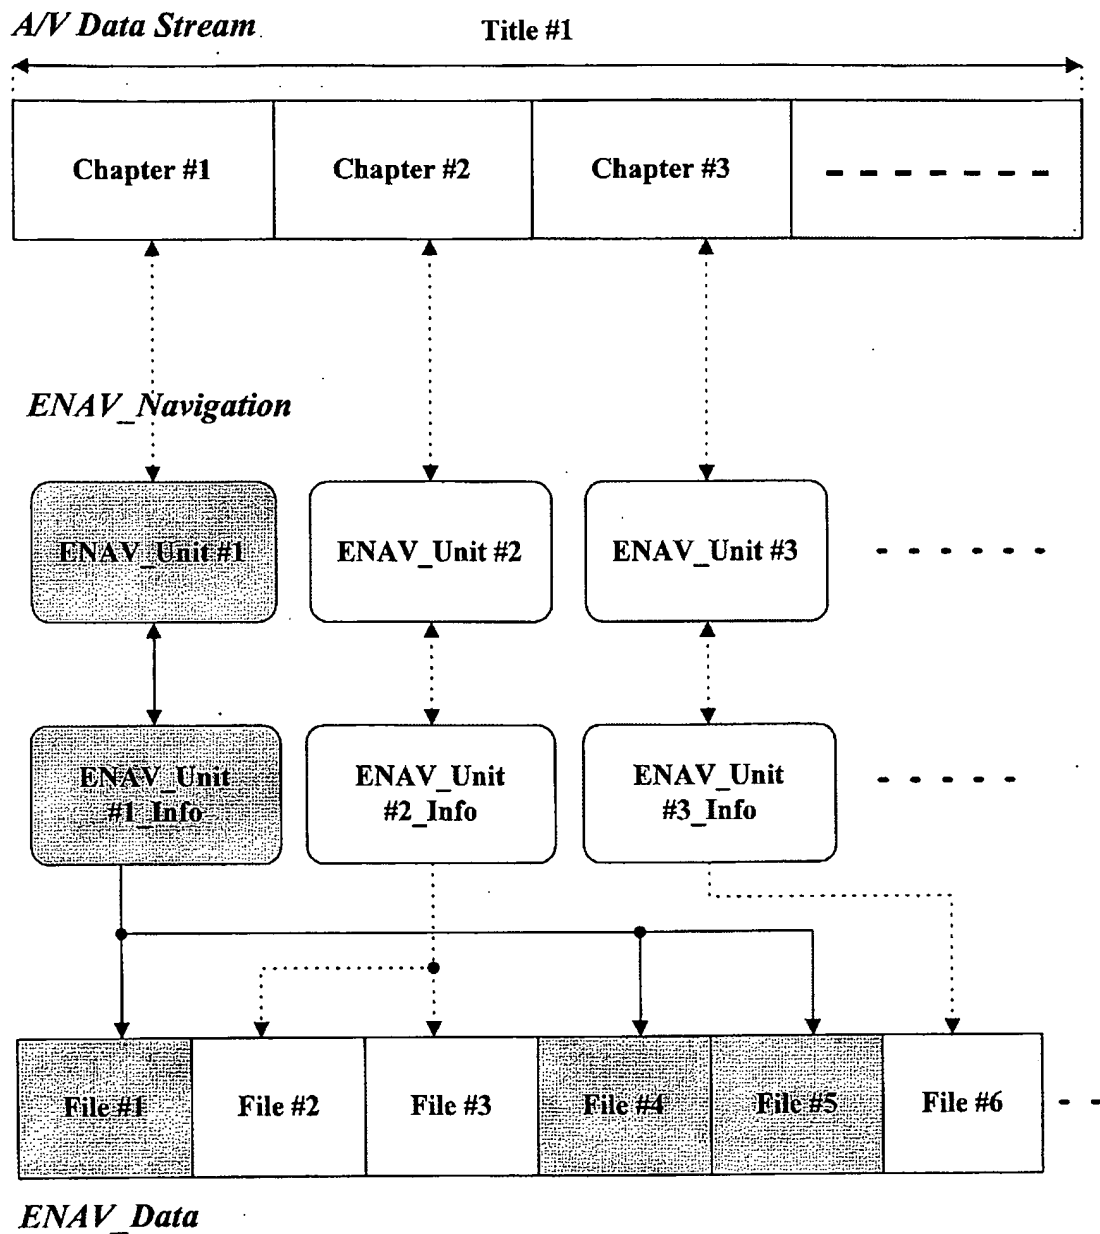 A/V Data Stream
Title #1
Chapter #1
Chapter #2
Chapter #3
ENAV_Navigation
ENAV_Unit #1
ENAV_Unit #2
ENAV_Unit #3
ENAV_Unit
#1_Info
ENAV_Unit
#2_Info
ENAV_Unit
#3_Info
File #1
File #2
File #3
File #4
File #5
File #6
ENAV_Data